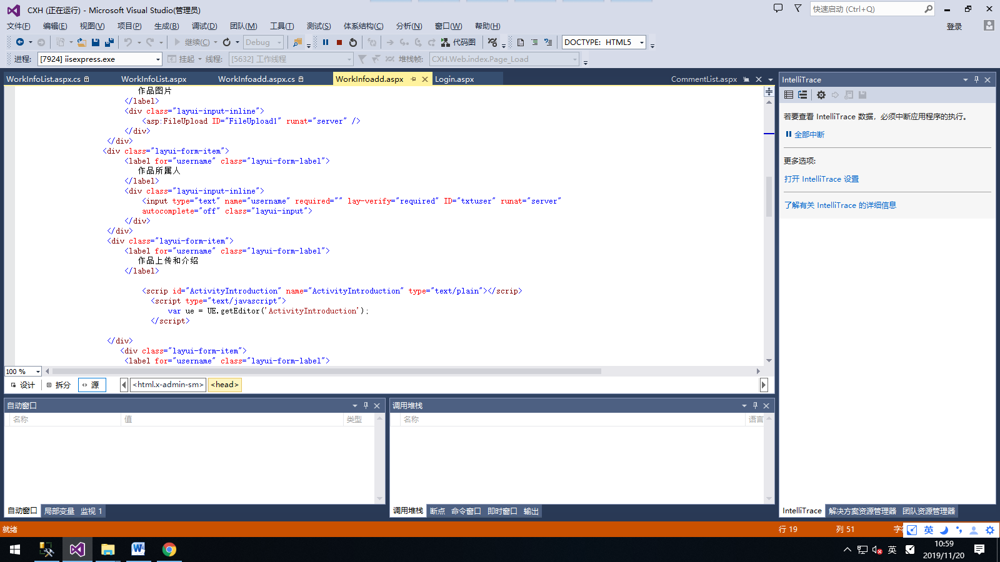 CXH (正在运行) - Microsoft Visual Studio(管理员)
快速启动 (Ctrl+Q)
文件(F) 编辑(E) 视图(V) 项目(P) 生成(B) 调试(D) 团队(M) 工具(T) 测试(S) 体系结构(C) 分析(N) 窗口(W) 帮助(H)
登录
继续(C) Debug 代码图 DOCTYPE: HTML5
进程: [7924] iisexpress.exe 挂起 线程: [5632] 工作线程 堆栈帧: CXH.Web.index.Page_Load
WorkInfoList.aspx.cs WorkInfoList.aspx WorkInfoadd.aspx.cs WorkInfoadd.aspx Login.aspx CommentList.aspx
作品图片
</label>
<div class="layui-input-inline">
<asp:FileUpload ID="FileUpload1" runat="server" />
</div>
</div>
<div class="layui-form-item">
<label for="username" class="layui-form-label">
作品所属人
</label>
<div class="layui-input-inline">
<input type="text" name="username" required="" lay-verify="required" ID="txtuser" runat="server"
autocomplete="off" class="layui-input">
</div>
</div>
<div class="layui-form-item">
<label for="username" class="layui-form-label">
作品上传和介绍
</label>
<scrip id="ActivityIntroduction" name="ActivityIntroduction" type="text/plain"></scrip>
<script type="text/javascript">
var ue = UE.getEditor('ActivityIntroduction');
</script>
</div>
<div class="layui-form-item">
<label for="username" class="layui-form-label">
100 %
设计 拆分 源 <html.x-admin-sm> <head>
IntelliTrace
若要查看 IntelliTrace 数据，必须中断应用程序的执行。
全部中断
更多选项:
打开 IntelliTrace 设置
了解有关 IntelliTrace 的详细信息
自动窗口
名称 值 类型
调用堆栈
名称 语言
自动窗口 局部变量 监视 1
调用堆栈 断点 命令窗口 即时窗口 输出
IntelliTrace 解决方案资源管理器 团队资源管理器
就绪 行 19 列 51
英
英
10:59
2019/11/20